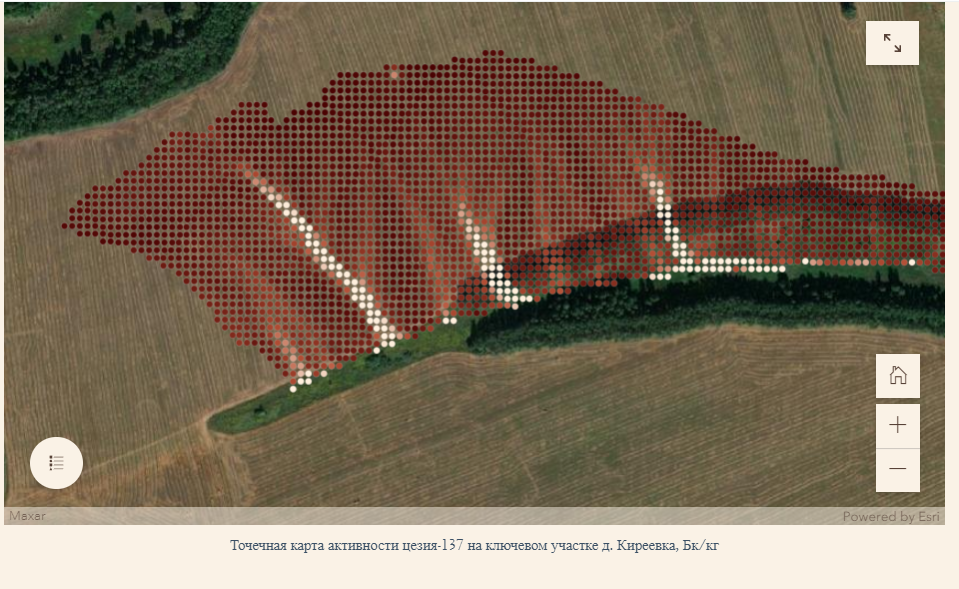 Maxar
Powered by Esri
Точечная карта активности цезия-137 на ключевом участке д. Киреевка, Бк/кг